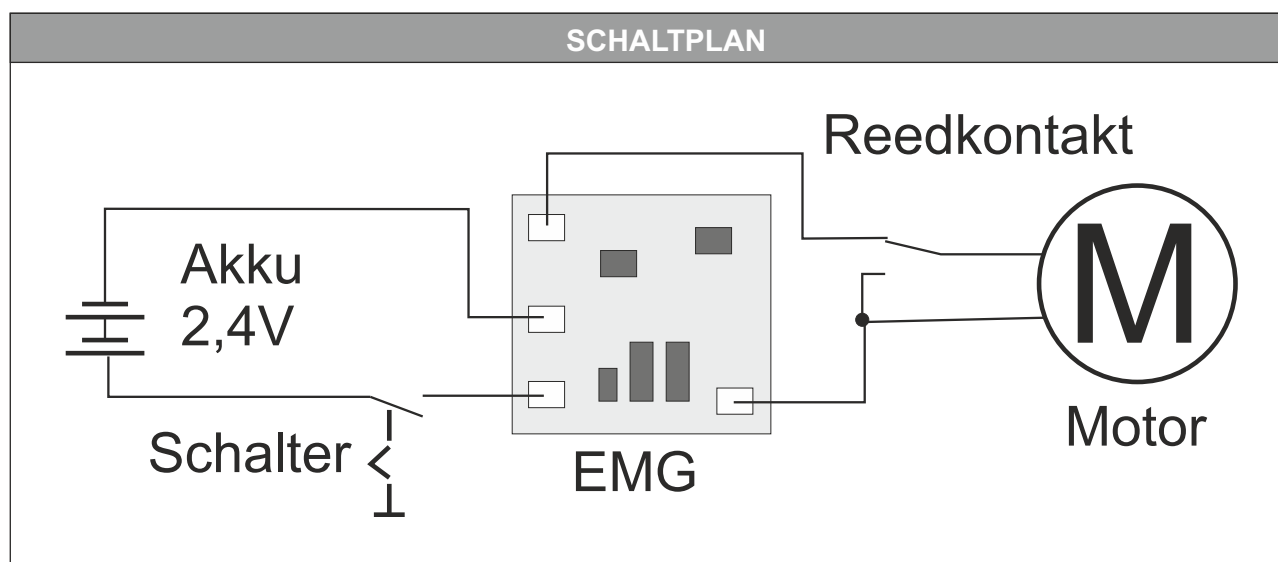 SCHALTPLAN
Reedkontakt
Akku
2,4V
M
Schalter
EMG
Motor